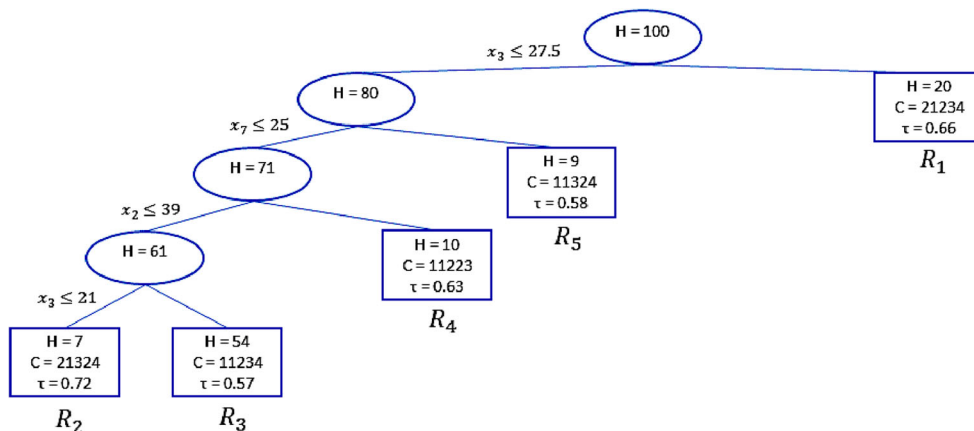 H = 100
x₃ ≤ 27.5
H = 80
H = 20
C = 21234
τ = 0.66
R₁
x₇ ≤ 25
H = 71
H = 9
C = 11324
τ = 0.58
R₅
x₂ ≤ 39
H = 61
H = 10
C = 11223
τ = 0.63
R₄
x₃ ≤ 21
H = 7
C = 21324
τ = 0.72
R₂
H = 54
C = 11234
τ = 0.57
R₃